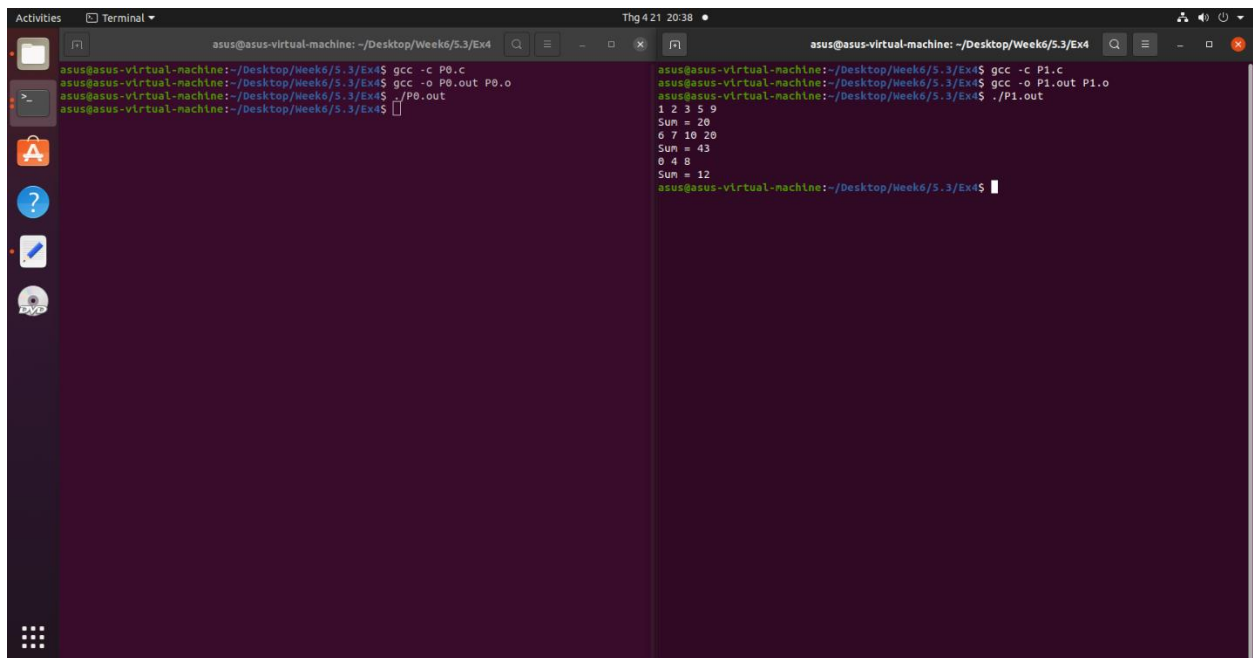 Activities Terminal Thg 4 21 20:38
asus@asus-virtual-machine: ~/Desktop/Week6/5.3/Ex4
asus@asus-virtual-machine:~/Desktop/Week6/5.3/Ex4$ gcc -c P0.c
asus@asus-virtual-machine:~/Desktop/Week6/5.3/Ex4$ gcc -o P0.out P0.o
asus@asus-virtual-machine:~/Desktop/Week6/5.3/Ex4$ ./P0.out
asus@asus-virtual-machine:~/Desktop/Week6/5.3/Ex4$
asus@asus-virtual-machine: ~/Desktop/Week6/5.3/Ex4
asus@asus-virtual-machine:~/Desktop/Week6/5.3/Ex4$ gcc -c P1.c
asus@asus-virtual-machine:~/Desktop/Week6/5.3/Ex4$ gcc -o P1.out P1.o
asus@asus-virtual-machine:~/Desktop/Week6/5.3/Ex4$ ./P1.out
1 2 3 5 9
Sum = 20
6 7 10 20
Sum = 43
0 4 8
Sum = 12
asus@asus-virtual-machine:~/Desktop/Week6/5.3/Ex4$
DVD